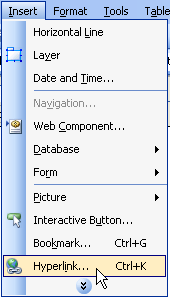 Insert Format Tools Table
Horizontal Line
Layer
Date and Time...
Navigation...
Web Component...
Database
Form
Picture
Interactive Button...
Bookmark... Ctrl+G
Hyperlink... Ctrl+K